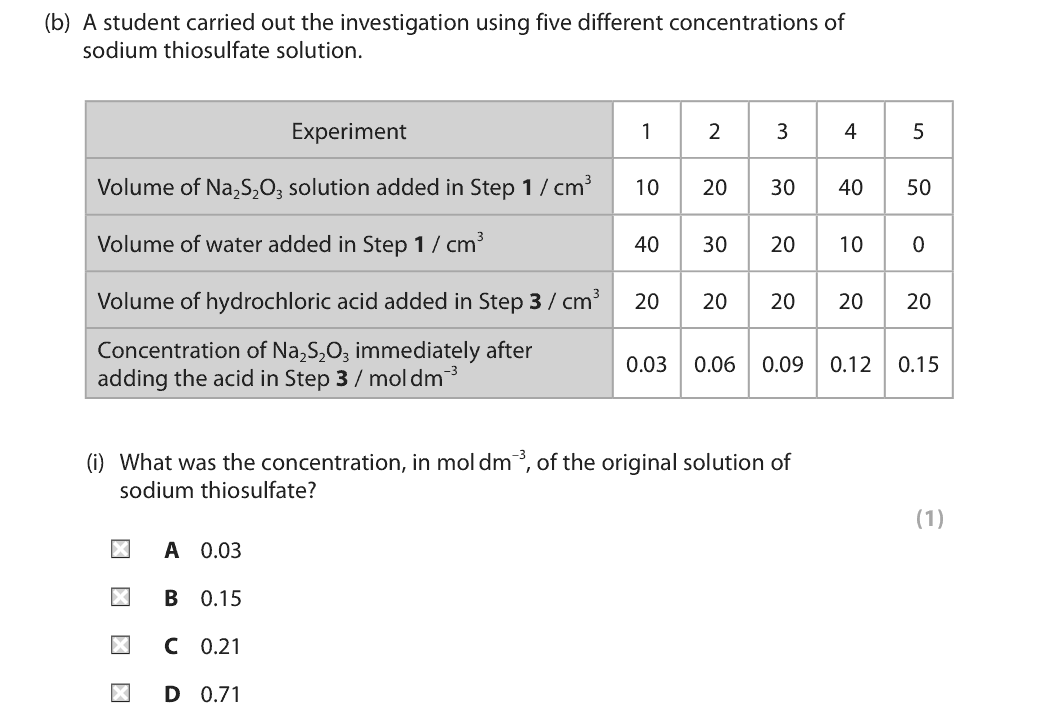 (b) A student carried out the investigation using five different concentrations of
sodium thiosulfate solution.
Experiment 1 2 3 4 5
Volume of Na₂S₂O₃ solution added in Step 1 / cm³ 10 20 30 40 50
Volume of water added in Step 1 / cm³ 40 30 20 10 0
Volume of hydrochloric acid added in Step 3 / cm³ 20 20 20 20 20
Concentration of Na₂S₂O₃ immediately after
adding the acid in Step 3 / mol dm⁻³ 0.03 0.06 0.09 0.12 0.15
(i) What was the concentration, in mol dm⁻³, of the original solution of
sodium thiosulfate?
(1)
A 0.03
B 0.15
C 0.21
D 0.71